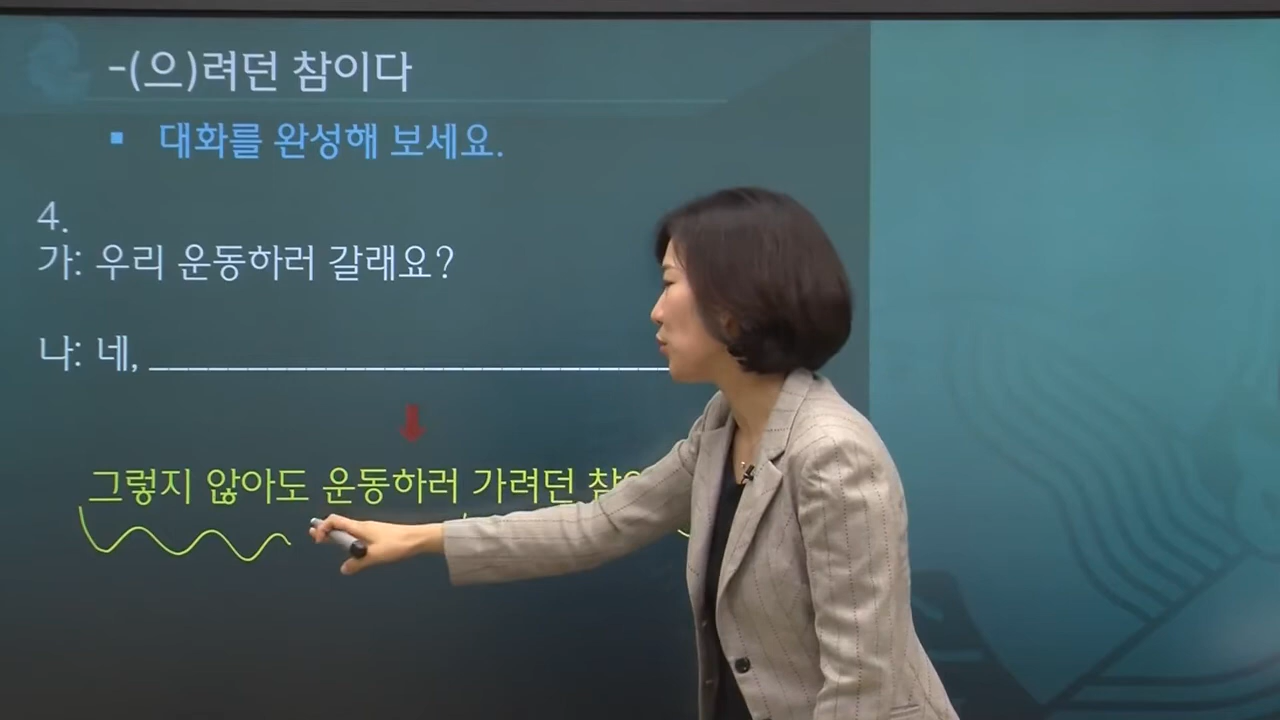 -(으)려던 참이다
▪ 대화를 완성해 보세요.
4.
가: 우리 운동하러 갈래요?
나: 네, ___________________________
그렇지 않아도 운동하러 가려던